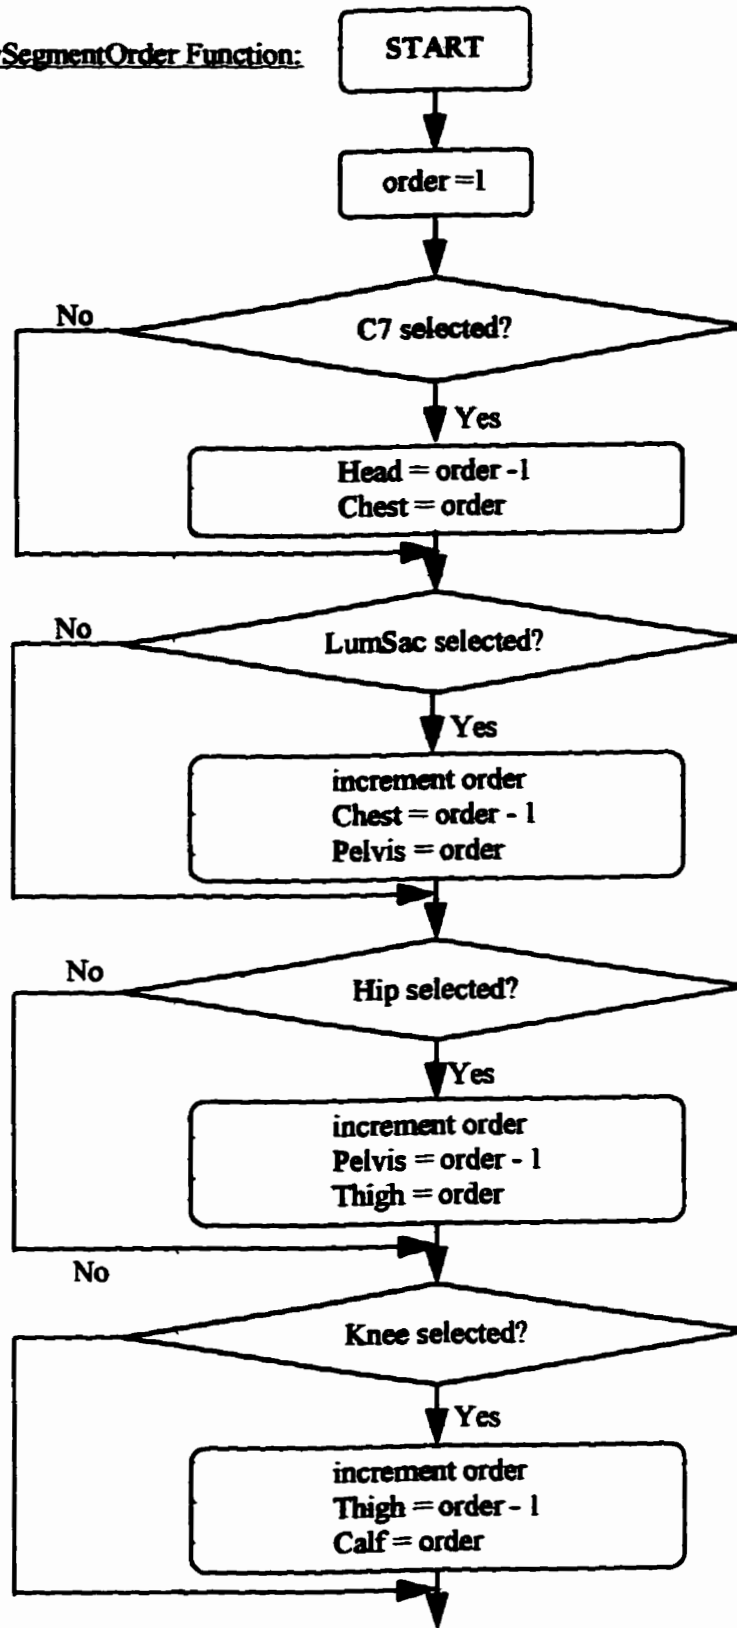 SegmentOrder Function:
START
order =1
No
C7 selected?
Yes
Head = order -1
Chest = order
No
LumSac selected?
Yes
increment order
Chest = order - 1
Pelvis = order
No
Hip selected?
Yes
increment order
Pelvis = order - 1
Thigh = order
No
Knee selected?
Yes
increment order
Thigh = order - 1
Calf = order